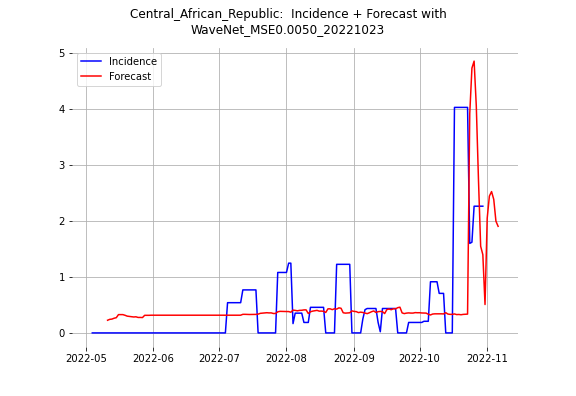 Central_African_Republic:  Incidence + Forecast with
WaveNet_MSE0.0050_20221023
Incidence
Forecast
5
4
3
2
1
0
2022-05 2022-06 2022-07 2022-08 2022-09 2022-10 2022-11